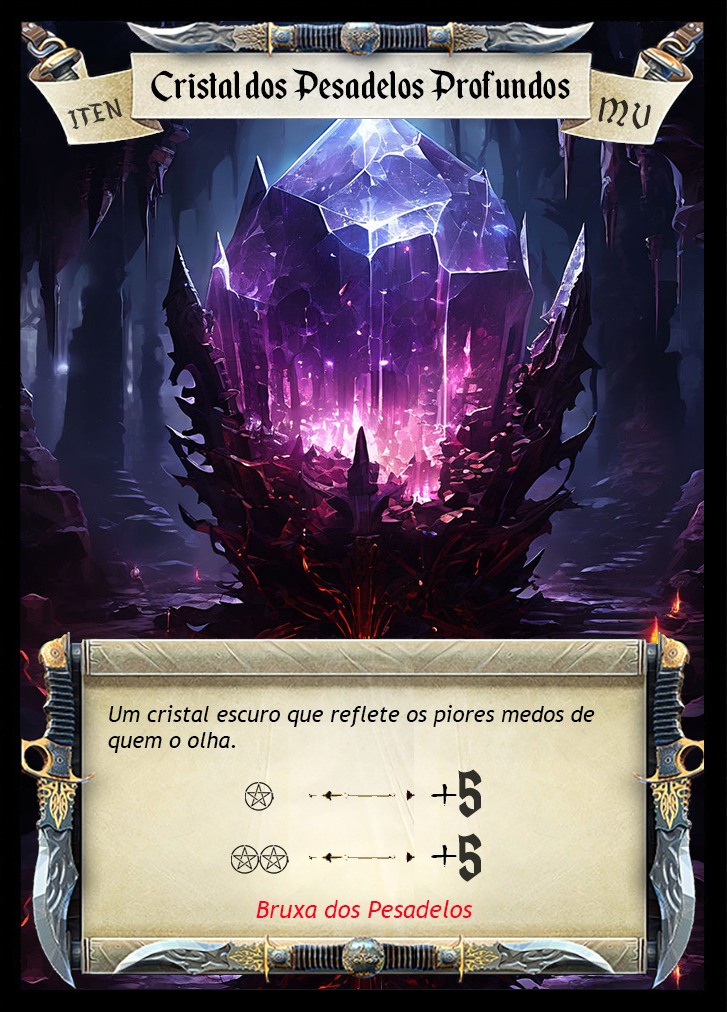 Cristal dos Pesadelos Profundos
ITEN
MU
Um cristal escuro que reflete os piores medos de
quem o olha.
+5
+5
Bruxa dos Pesadelos